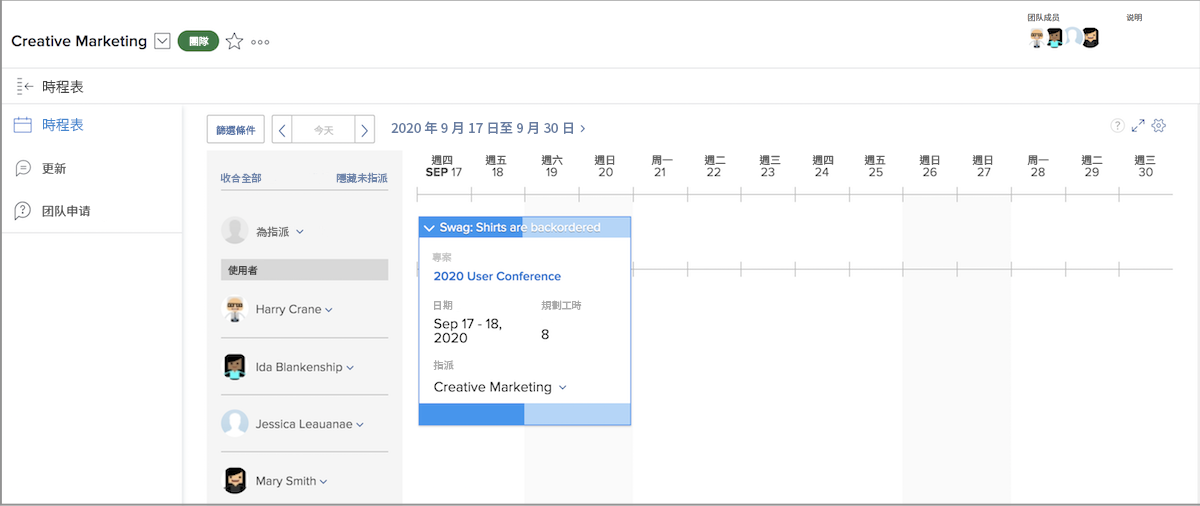 团队成员 说明
Creative Marketing 團隊
時程表
時程表
更新
团队申请
篩選條件 今天 2020 年 9 月 17 日至 9 月 30 日
收合全部 隱藏未指派
為指派
使用者
Harry Crane
Ida Blankenship
Jessica Leauanae
Mary Smith
週四 週五 週六 週日 周一 週二 週三 週四 週五 週日 週日 周一 週二 週三
SEP 17 18 19 20 21 22 23 24 25 26 27 28 29 30
Swag: Shirts are backordered
專案
2020 User Conference
日期 規劃工時
Sep 17 - 18,
2020
8
指派
Creative Marketing